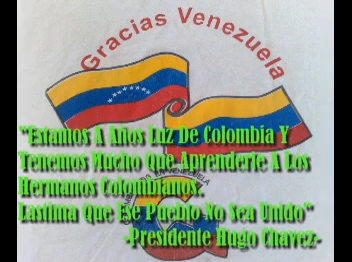 Gracias Venezuela
"Estamos A Años Luz De Colombia Y
Tenemos Mucho Que Aprenderle A Los
Hermanos Colombianos.
Lastima Que Ese Pueblo No Sea Unido"
-Presidente Hugo Chavez-
VENEZUELA